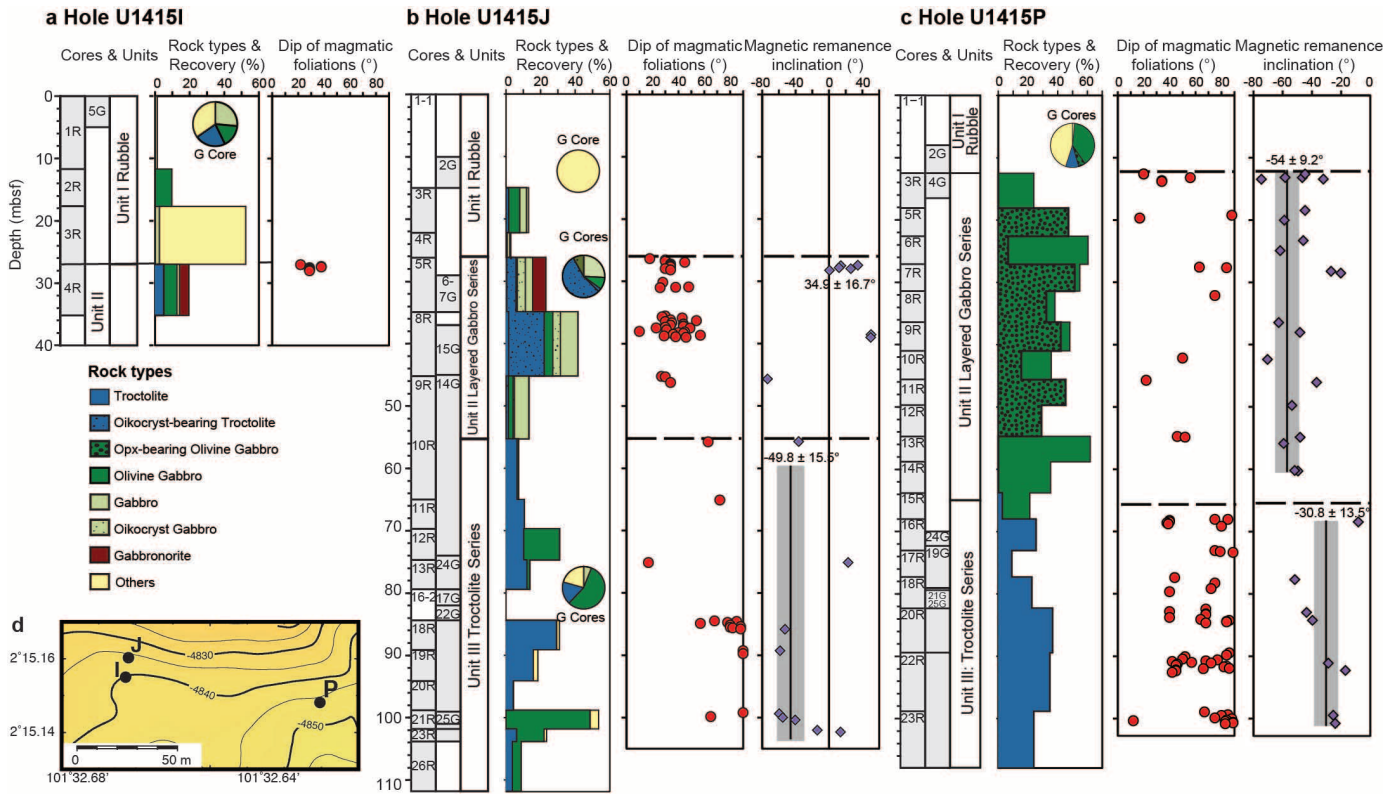 a Hole U1415I
b Hole U1415J
c Hole U1415P
Cores & Units
Rock types &
Recovery (%)
Dip of magmatic
foliations (°)
Cores & Units
Rock types &
Recovery (%)
Dip of magmatic
foliations (°)
Magnetic remanence
inclination (°)
Cores & Units
Rock types &
Recovery (%)
Dip of magmatic
foliations (°)
Magnetic remanence
inclination (°)
0 20 40 60
0 20 40 60 80
0 20 40 60
0 20 40 60 80
-80 -40 0 40
0 20 40 60
0 20 40 60 80
-80 -60 -40 -20 0
Depth (mbsf)
0
10
20
30
40
1R
2R
3R
4R
5G
Unit I Rubble
Unit II
G Core
50
60
70
80
90
100
110
1-1
3R
4R
5R
8R
9R
10R
11R
12R
13R
16-2
18R
19R
20R
21R
23R
26R
2G
6-
7G
15G
14G
24G
17G
22G
25G
Unit I Rubble
Unit II Layered Gabbro Series
Unit III Troctolite Series
G Core
G Cores
G Cores
34.9 ± 16.7°
-49.8 ± 15.5°
1-1
3R
5R
6R
7R
8R
9R
10R
11R
12R
13R
14R
15R
16R
17R
18R
20R
22R
23R
2G
4G
24G
19G
21G
25G
Unit I
Rubble
Unit II Layered Gabbro Series
Unit III: Troctolite Series
G Core
-54 ± 9.2°
-30.8 ± 13.5°
Rock types
Troctolite
Oikocryst-bearing Troctolite
Opx-bearing Olivine Gabbro
Olivine Gabbro
Gabbro
Oikocryst Gabbro
Gabbronorite
Others
d
2°15.16
2°15.14
J
I
P
-4830
-4840
-4850
0 50 m
101°32.68'
101°32.64'